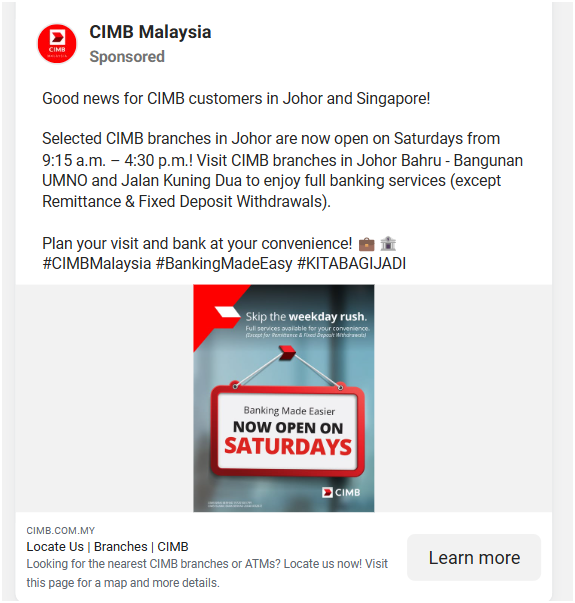 CIMB
MALAYSIA
CIMB Malaysia
Sponsored
Good news for CIMB customers in Johor and Singapore!
Selected CIMB branches in Johor are now open on Saturdays from
9:15 a.m. – 4:30 p.m.! Visit CIMB branches in Johor Bahru - Bangunan
UMNO and Jalan Kuning Dua to enjoy full banking services (except
Remittance & Fixed Deposit Withdrawals).
Plan your visit and bank at your convenience! 💼 🏦
#CIMBMalaysia #BankingMadeEasy #KITABAGIJADI
Skip the weekday rush.
Full services available for your convenience.
(Except for Remittance & Fixed Deposit Withdrawals)
Banking Made Easier
NOW OPEN ON
SATURDAYS
CIMB
CIMB.COM.MY
Locate Us | Branches | CIMB
Looking for the nearest CIMB branches or ATMs? Locate us now! Visit
this page for a map and more details.
Learn more